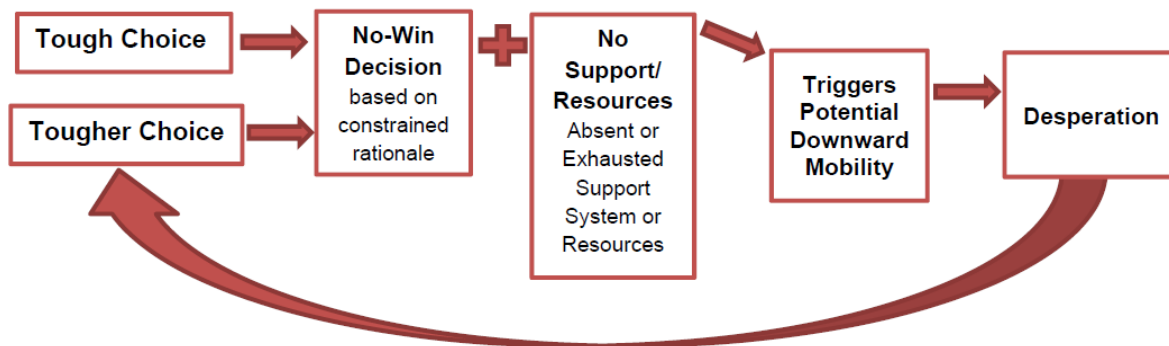 Tough Choice
Tougher Choice
No-Win
Decision
based on
constrained
rationale
No
Support/
Resources
Absent or
Exhausted
Support
System or
Resources
Triggers
Potential
Downward
Mobility
Desperation